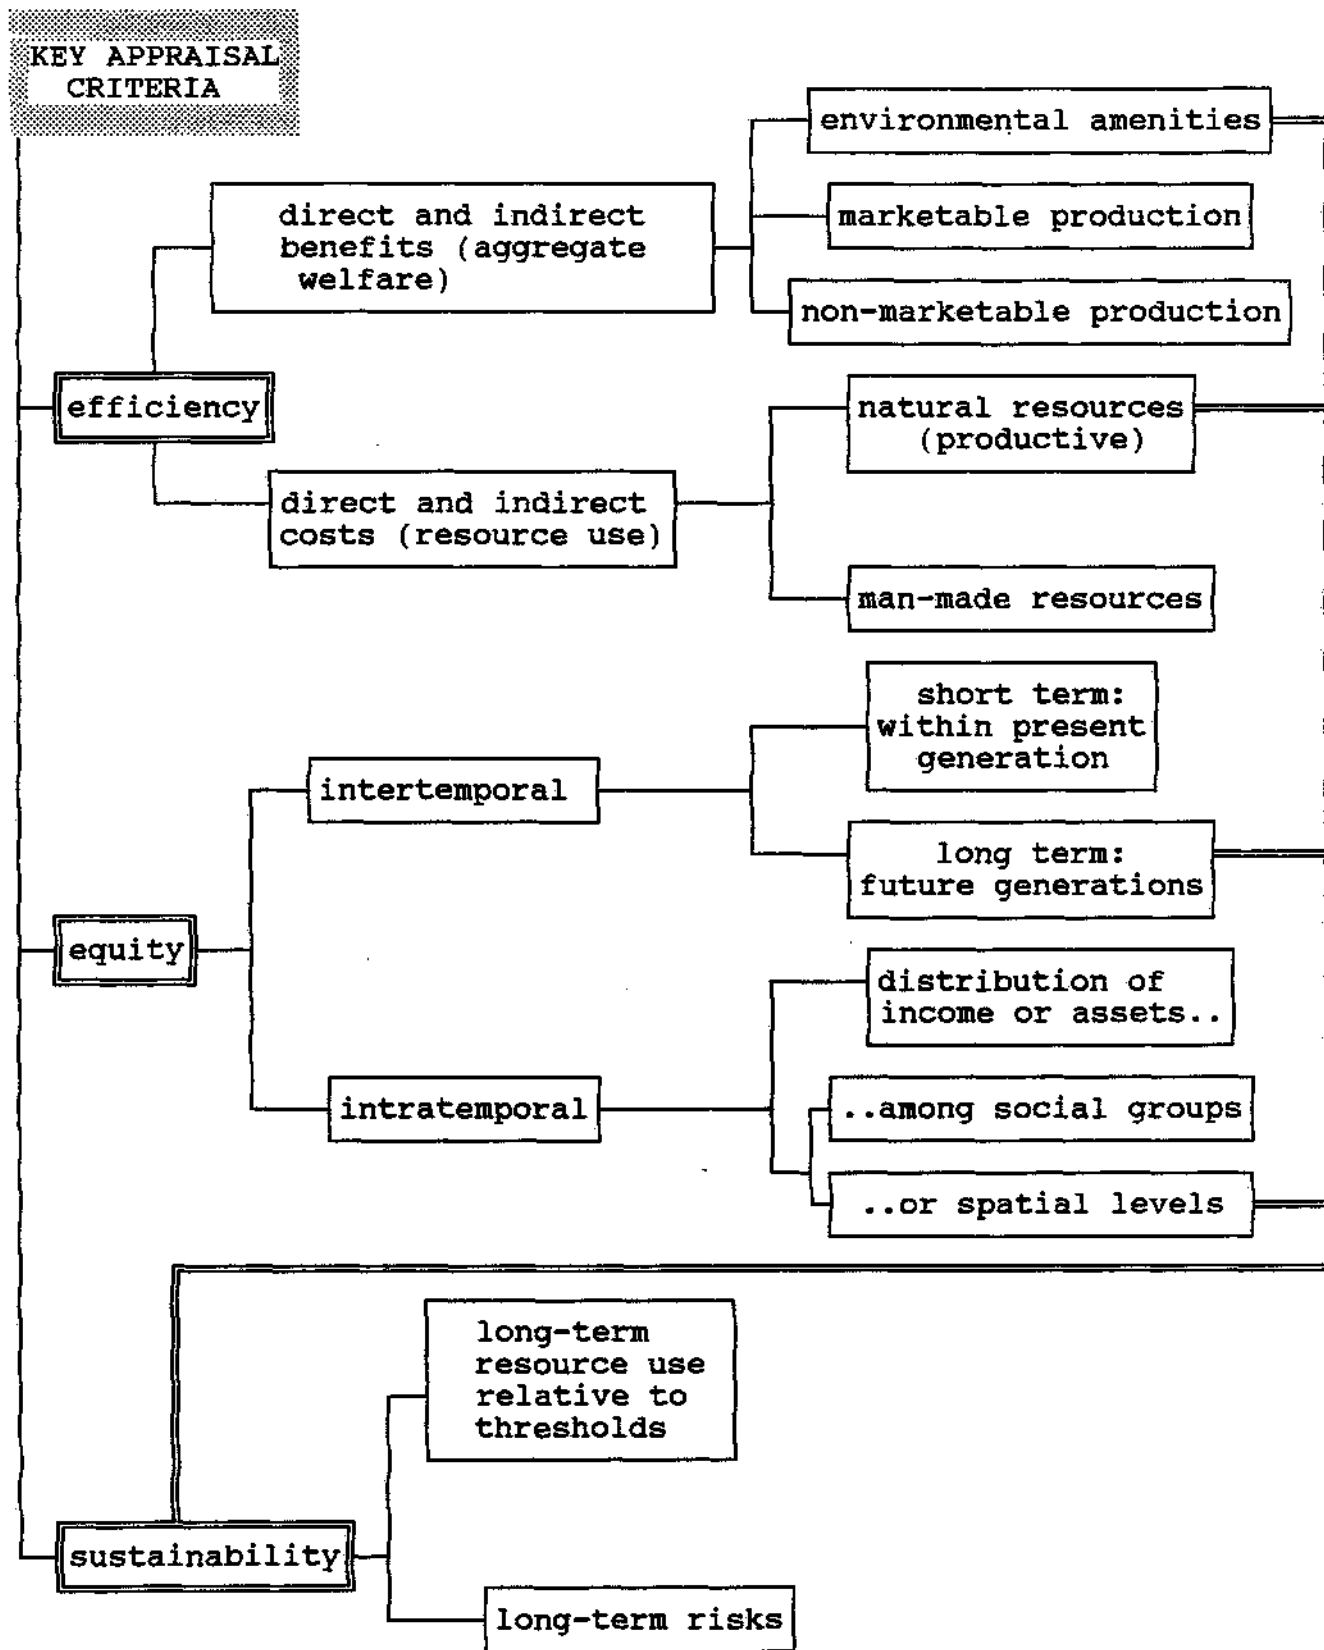 KEY APPRAISAL
CRITERIA
environmental amenities
direct and indirect
benefits (aggregate
welfare)
marketable production
non-marketable production
efficiency
natural resources
(productive)
direct and indirect
costs (resource use)
man-made resources
short term:
within present
generation
intertemporal
long term:
future generations
equity
distribution of
income or assets..
intratemporal
..among social groups
..or spatial levels
long-term
resource use
relative to
thresholds
sustainability
long-term risks